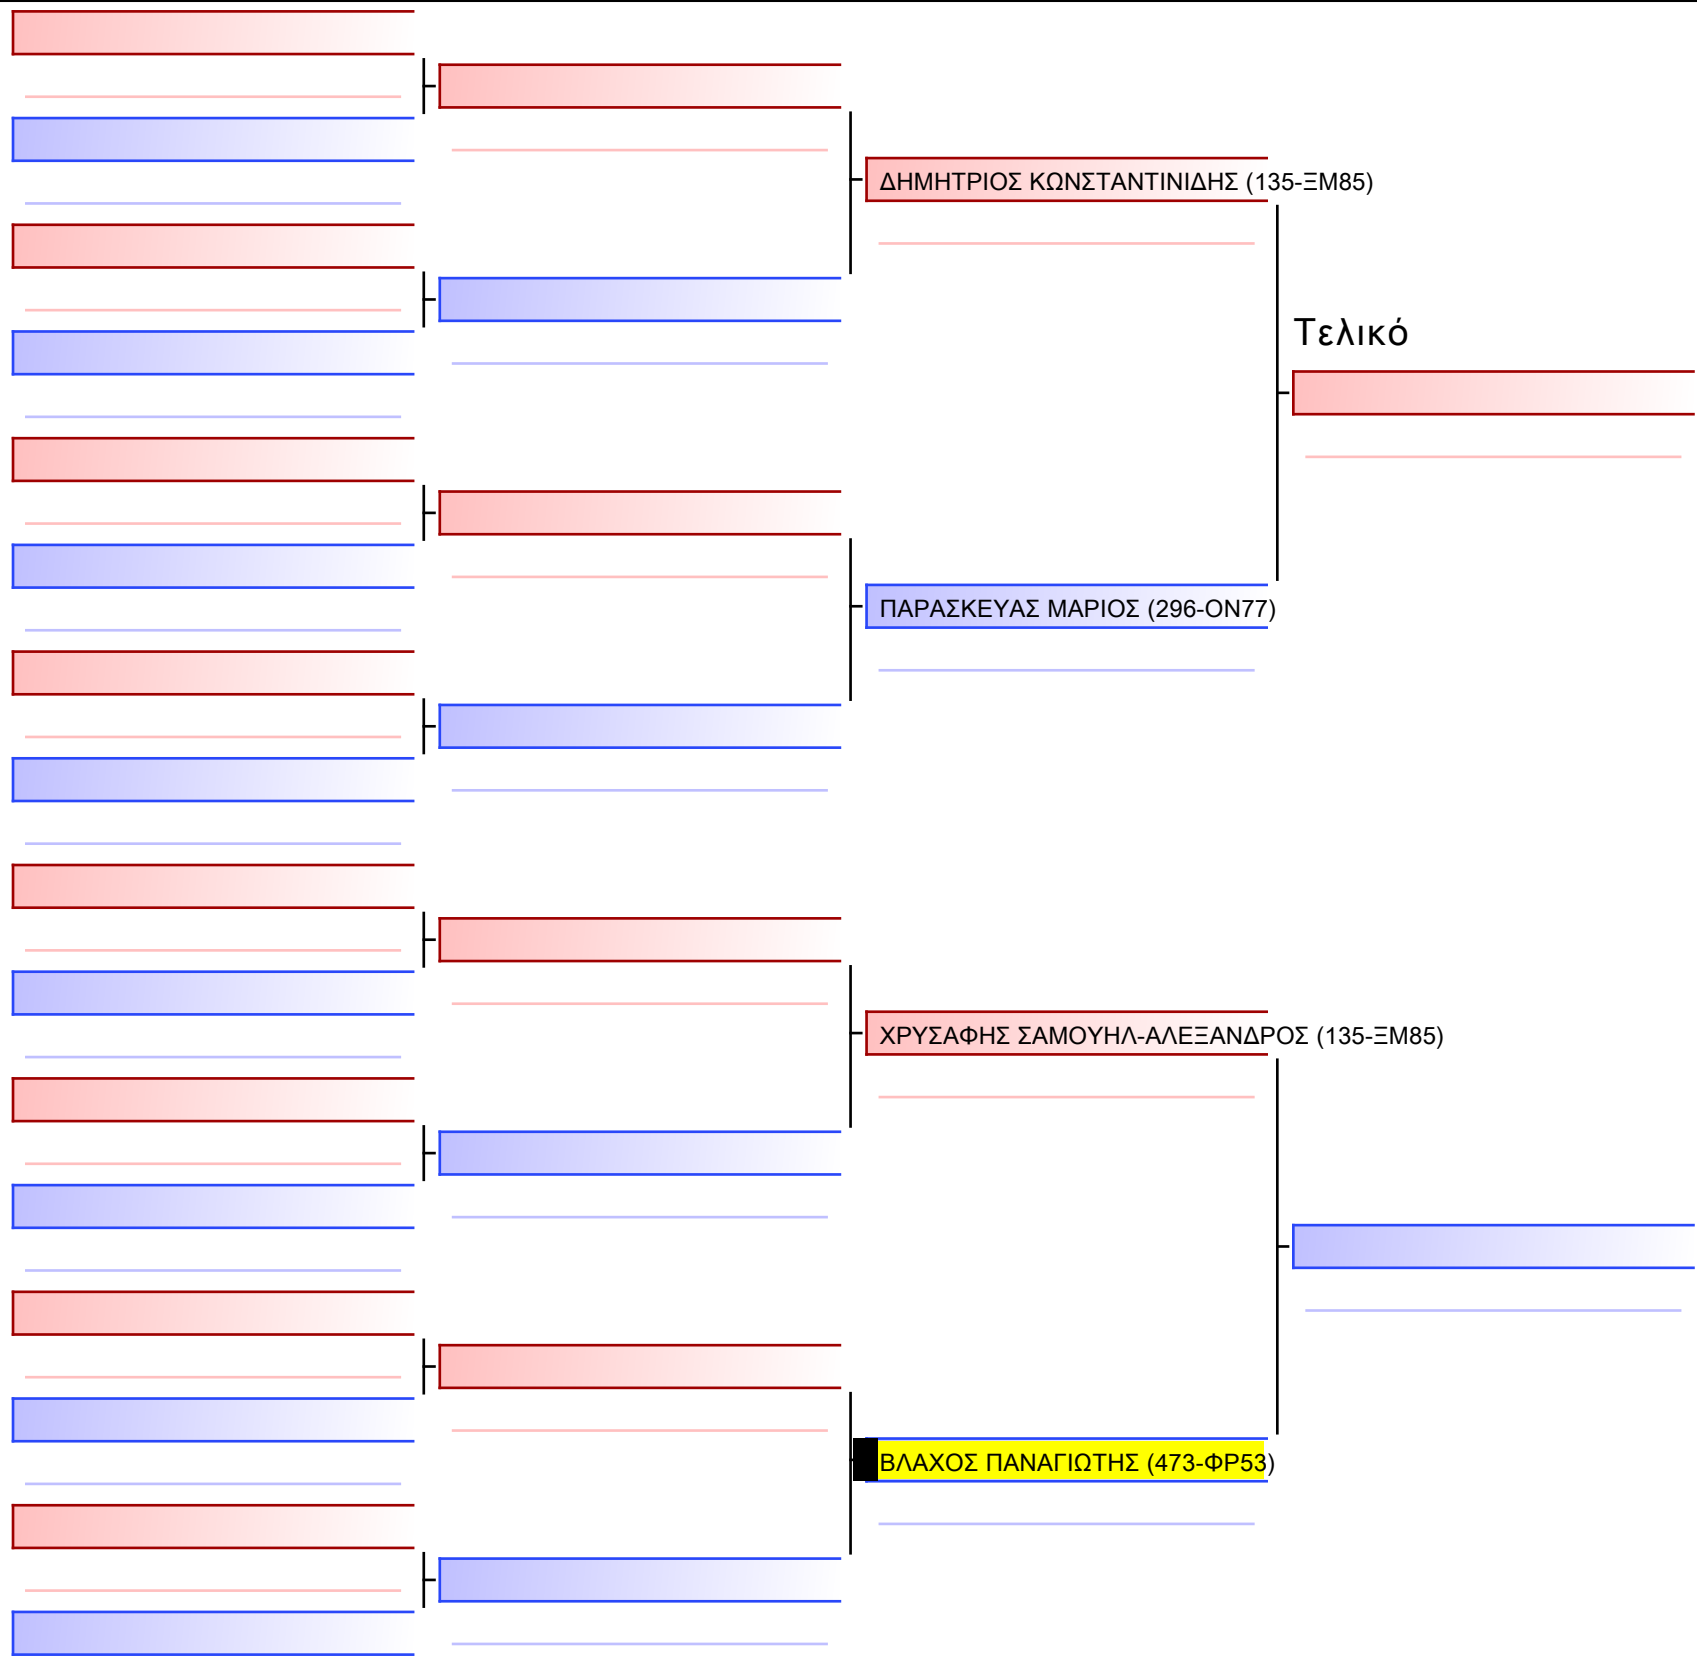 ΔΗΜΗΤΡΙΟΣ ΚΩΝΣΤΑΝΤΙΝΙΔΗΣ (135-ΞΜ85)
Τελικό
ΠΑΡΑΣΚΕΥΑΣ ΜΑΡΙΟΣ (296-ΟΝ77)
ΧΡΥΣΑΦΗΣ ΣΑΜΟΥΗΛ-ΑΛΕΞΑΝΔΡΟΣ (135-ΞΜ85)
ΒΛΑΧΟΣ ΠΑΝΑΓΙΩΤΗΣ (473-ΦΡ53)